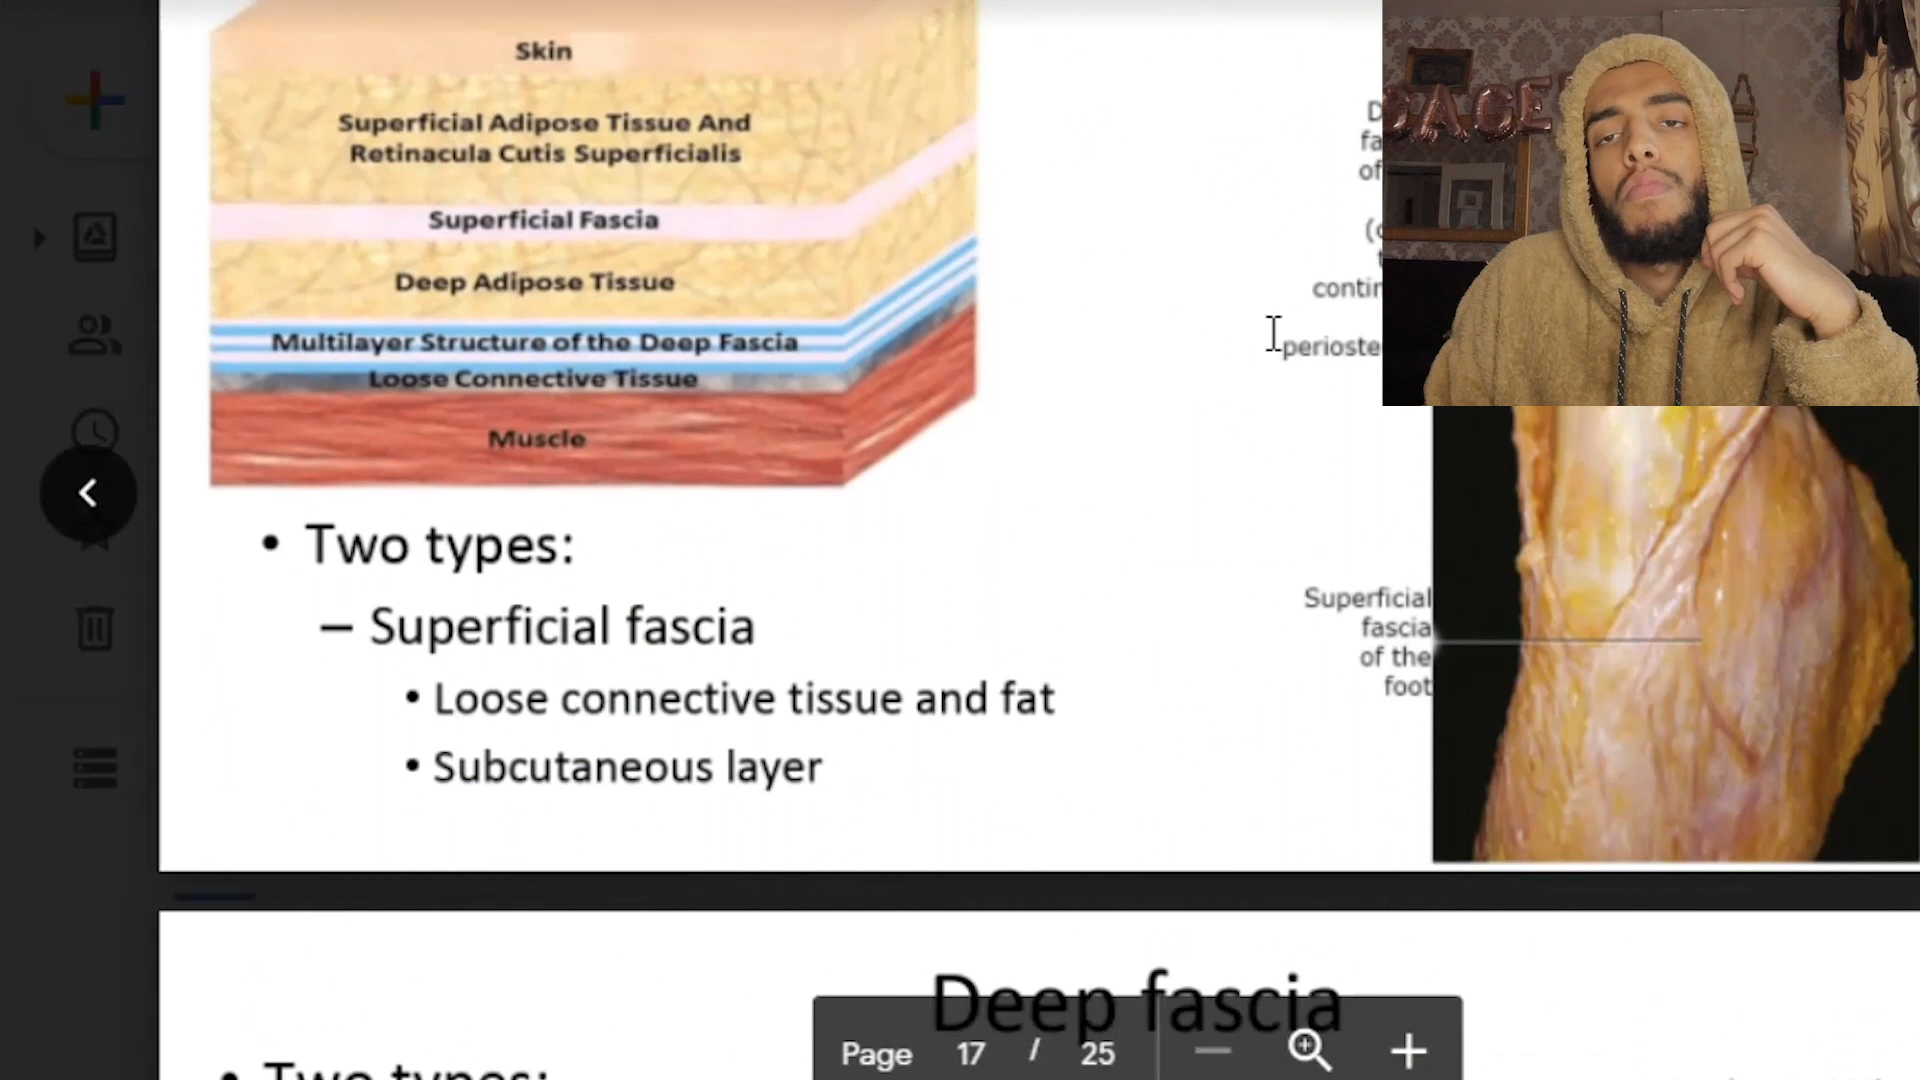 Skin
Superficial Adipose Tissue And
Retinacula Cutis Superficialis
Superficial Fascia
Deep Adipose Tissue
Multilayer Structure of the Deep Fascia
Loose Connective Tissue
Muscle
D
fa
of
contin
perioste
• Two types:
– Superficial fascia
• Loose connective tissue and fat
• Subcutaneous layer
Superficial
fascia
of the
foot
Deep fascia
• Two types:
Page 17 / 25